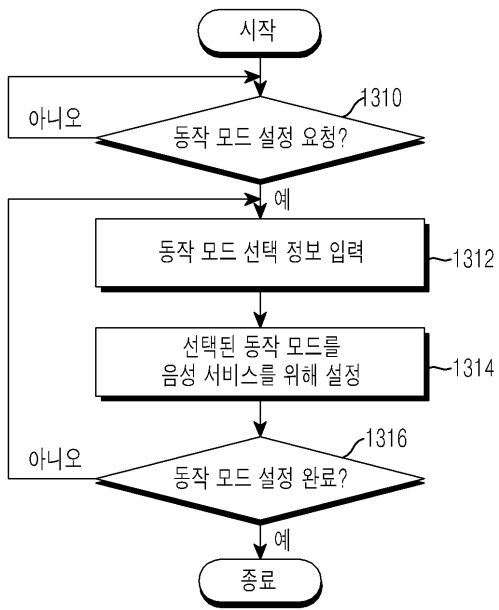 시작
1310
아니오
동작 모드 설정 요청?
예
동작 모드 선택 정보 입력
1312
선택된 동작 모드를
음성 서비스를 위해 설정
1314
1316
아니오
동작 모드 설정 완료?
예
종료